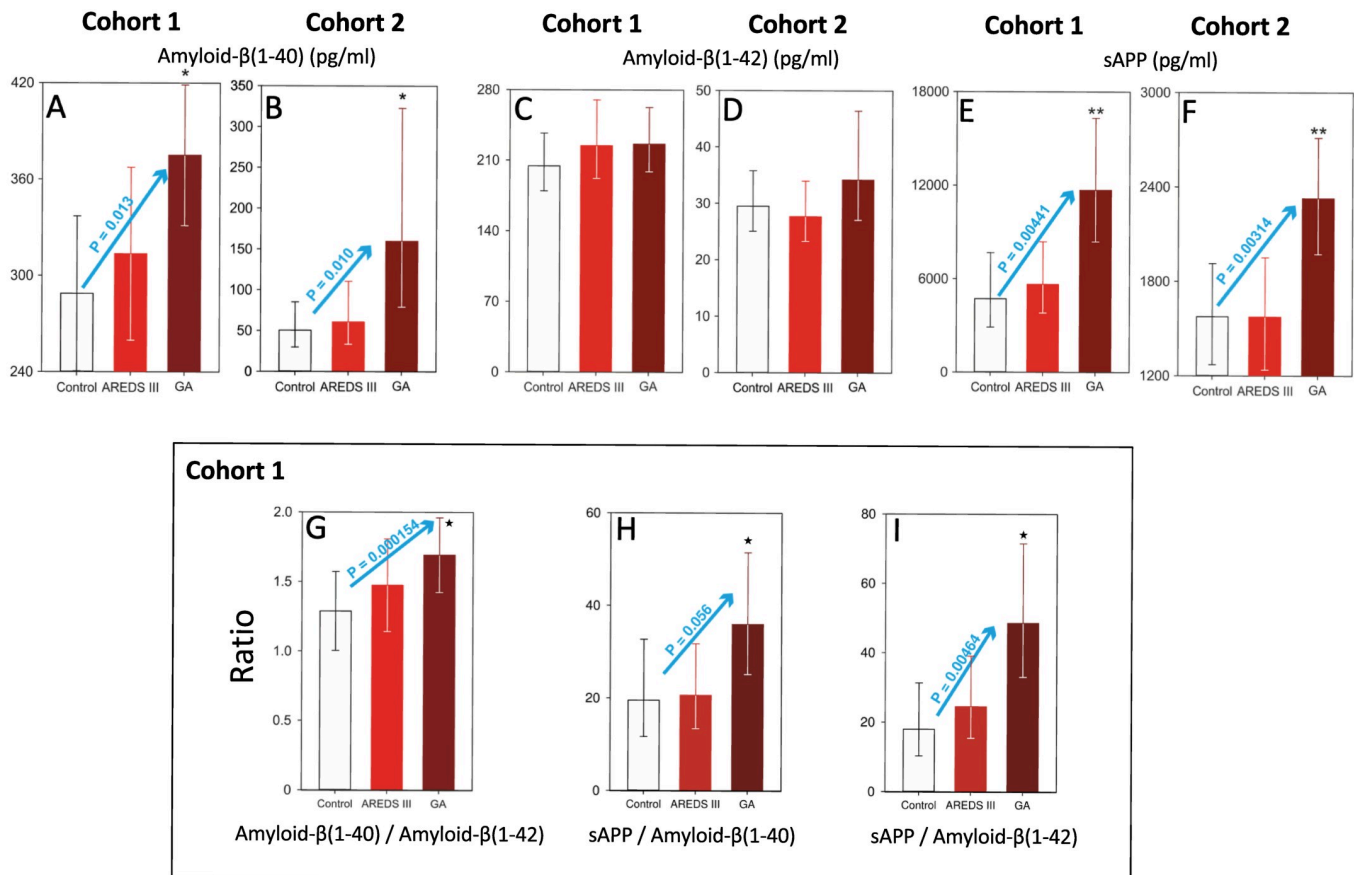 Cohort 1 Cohort 2 Cohort 1 Cohort 2 Cohort 1 Cohort 2
Amyloid-β(1-40) (pg/ml) Amyloid-β(1-42) (pg/ml) sAPP (pg/ml)
A
420
360
300
240
*
P = 0.013
Control AREDS III GA
B
350
300
250
200
150
100
50
0
*
P = 0.010
Control AREDS III GA
C
280
210
140
70
0
Control AREDS III GA
D
50
40
30
20
10
0
Control AREDS III GA
E
18000
12000
6000
0
**
P = 0.00441
Control AREDS III GA
F
3000
2400
1800
1200
**
P = 0.00314
Control AREDS III GA
Cohort 1
Ratio
G
2.0
1.5
1.0
0.5
0
★
P = 0.000154
Control AREDS III GA
Amyloid-β(1-40) / Amyloid-β(1-42)
H
60
40
20
0
★
P = 0.056
Control AREDS III GA
sAPP / Amyloid-β(1-40)
I
80
60
40
20
0
★
P = 0.00464
Control AREDS III GA
sAPP / Amyloid-β(1-42)